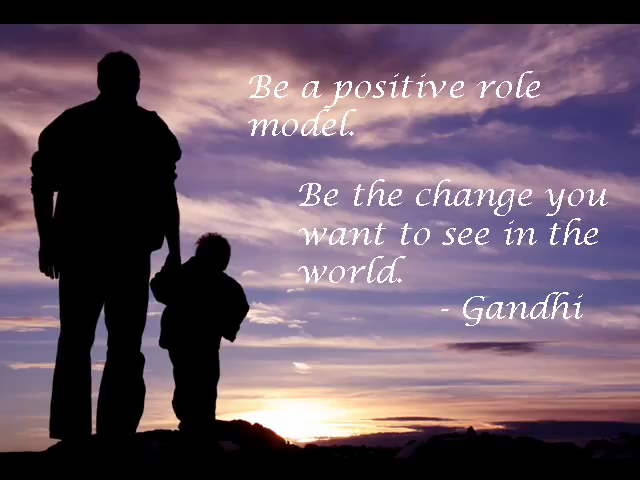 Be a positive role
model.
Be the change you
want to see in the
world.
- Gandhi